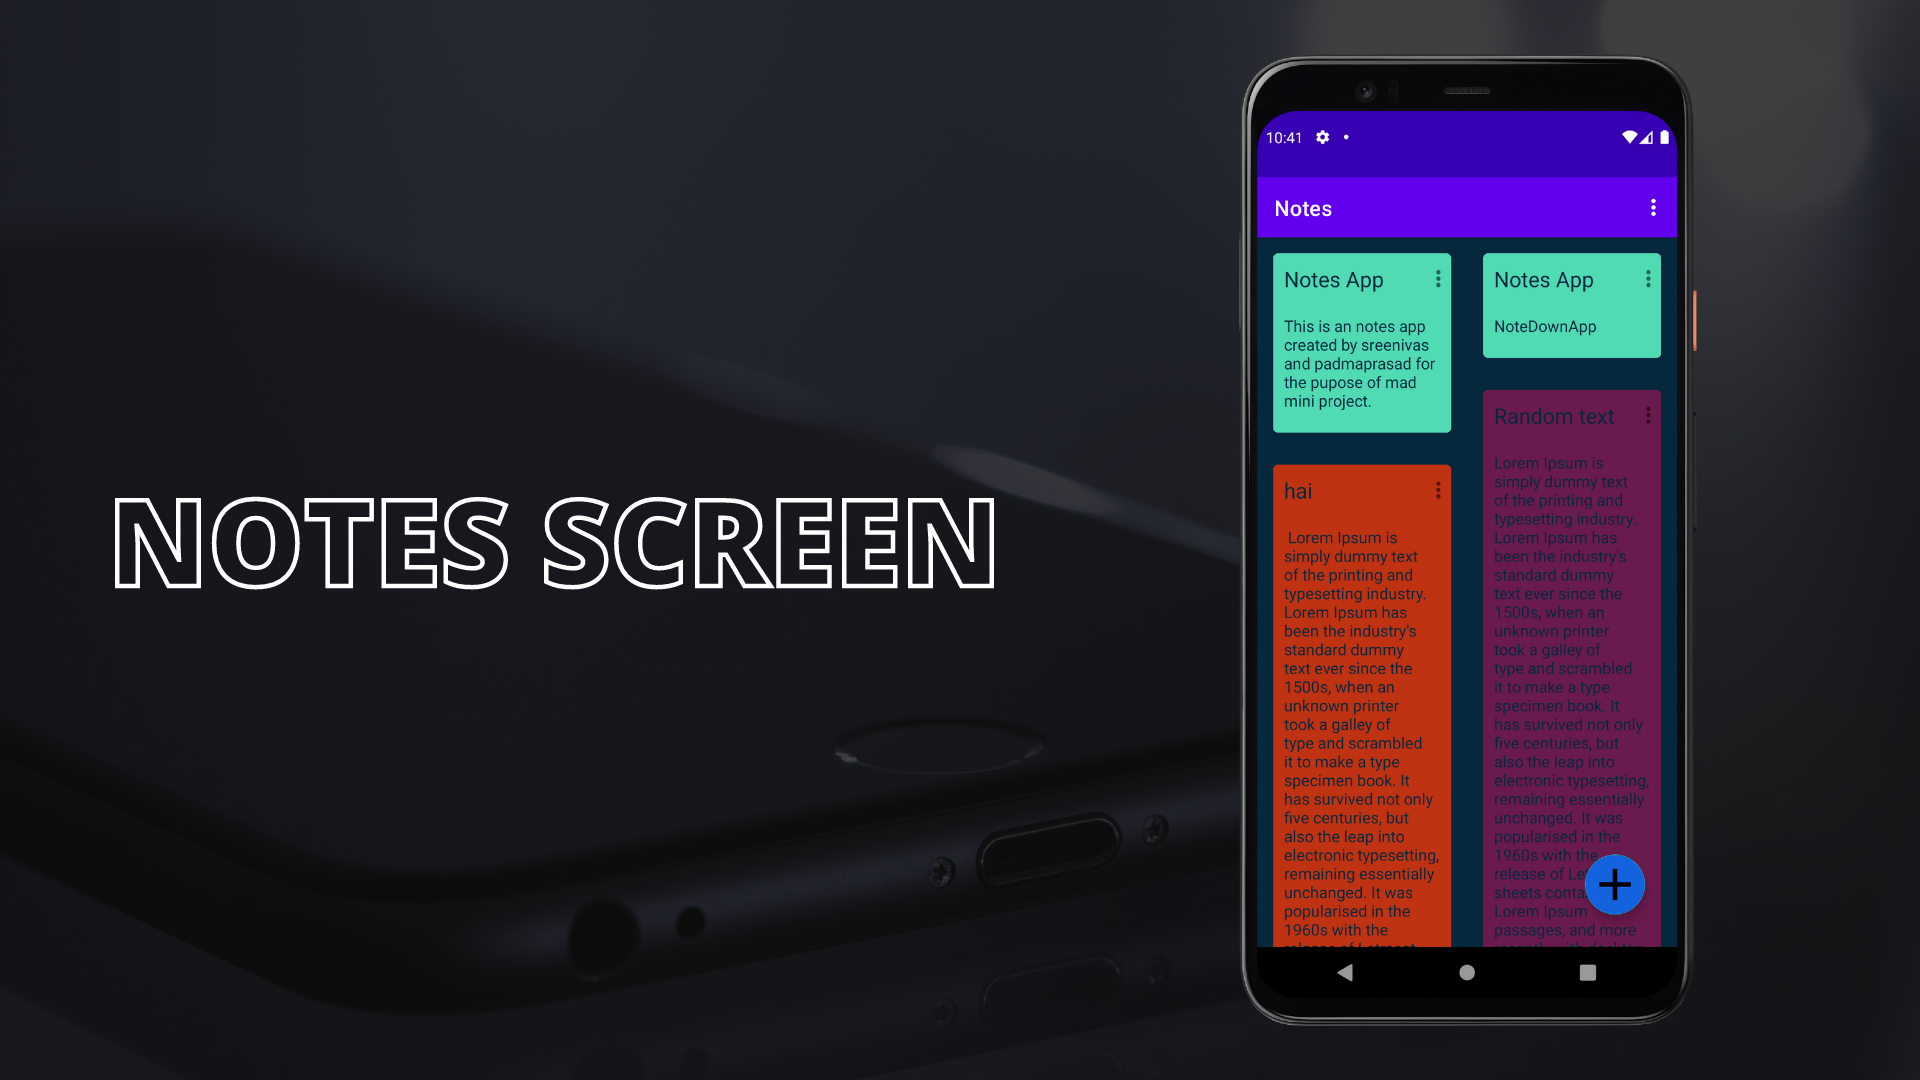 NOTES SCREEN
10:41
Notes
Notes App
This is an notes app
created by sreenivas
and padmaprasad for
the pupose of mad
mini project.
Notes App
NoteDownApp
hai
Lorem Ipsum is
simply dummy text
of the printing and
typesetting industry.
Lorem Ipsum has
been the industry's
standard dummy
text ever since the
1500s, when an
unknown printer
took a galley of
type and scrambled
it to make a type
specimen book. It
has survived not only
five centuries, but
also the leap into
electronic typesetting,
remaining essentially
unchanged. It was
popularised in the
1960s with the
release of Letraset
Random text
Lorem Ipsum is
simply dummy text
of the printing and
typesetting industry.
Lorem Ipsum has
been the industry's
standard dummy
text ever since the
1500s, when an
unknown printer
took a galley of
type and scrambled
it to make a type
specimen book. It
has survived not only
five centuries, but
also the leap into
electronic typesetting,
remaining essentially
unchanged. It was
popularised in the
1960s with the
release of Le
sheets conta
Lorem Ipsum
passages, and more
recently with desktop